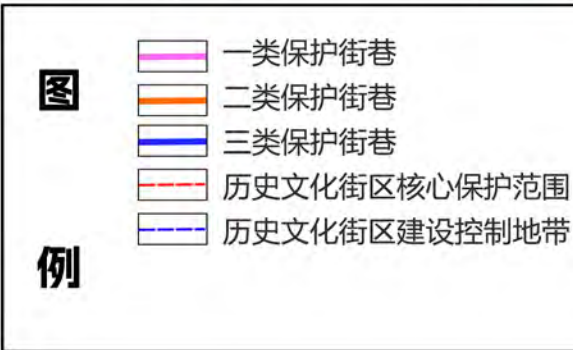 图例
一类保护街巷
二类保护街巷
三类保护街巷
历史文化街区核心保护范围
历史文化街区建设控制地带